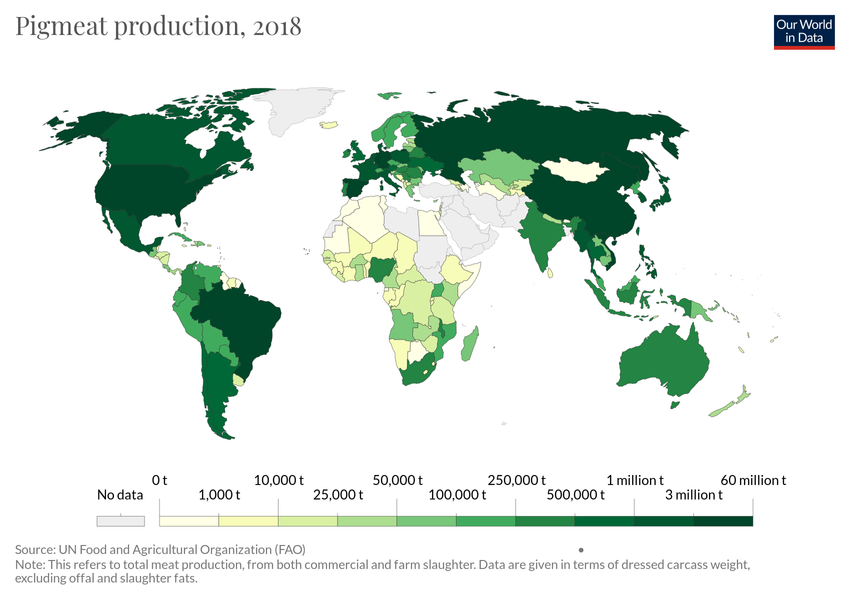 Pigmeat production, 2018
Our World
in Data
0 t 10,000 t 50,000 t 250,000 t 1 million t 60 million t
No data 1,000 t 25,000 t 100,000 t 500,000 t 3 million t
Source: UN Food and Agricultural Organization (FAO)
Note: This refers to total meat production, from both commercial and farm slaughter. Data are given in terms of dressed carcass weight,
excluding offal and slaughter fats.